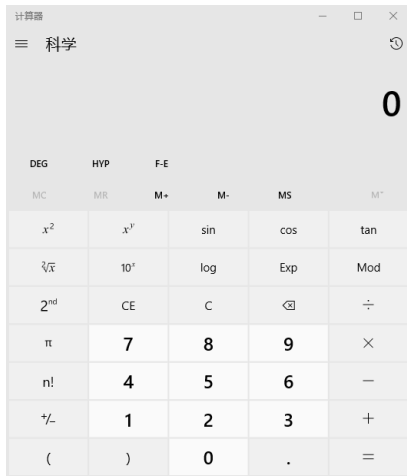 计算器
科学
0
DEG HYP F-E
MC MR M+ M- MS M˅
x² xʸ sin cos tan
²√x 10ˣ log Exp Mod
2ⁿᵈ CE C ÷
π 7 8 9 ×
n! 4 5 6 −
⁺∕₋ 1 2 3 +
( ) 0 . =